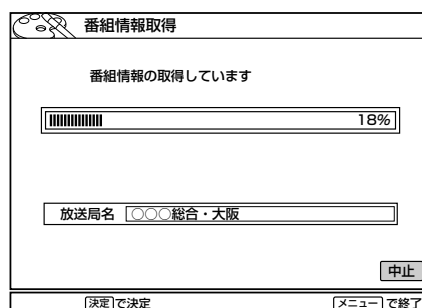 番組情報取得
番組情報の取得しています
18%
放送局名 ○○○総合・大阪
中止
決定で決定 メニューで終了